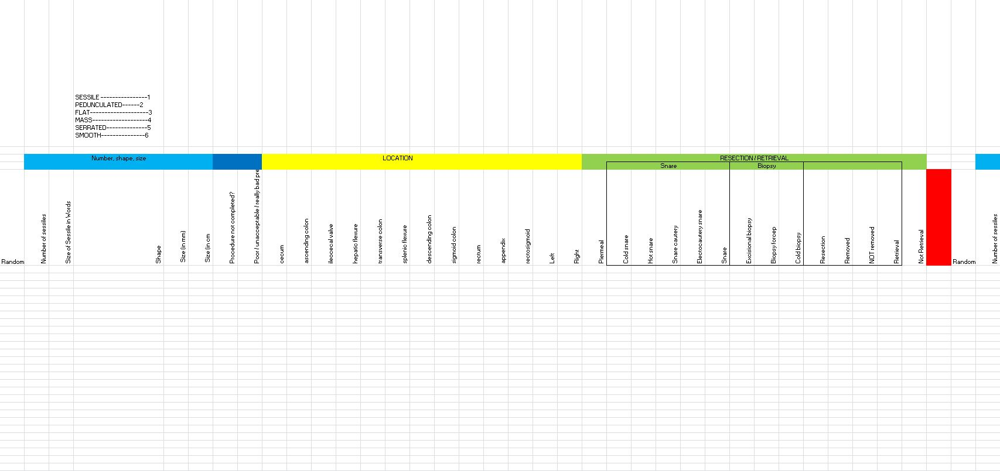 SESSILE ----------------1
PEDUNCULATED------2
FLAT--------------------3
MASS-------------------4
SERRATED--------------5
SMOOTH---------------6
Number, shape, size
LOCATION
RESECTION / RETRIEVAL
Snare
Biopsy
Random
Number of sessiles
Size of Sessile in Words
Shape
Size (in mm)
Size (in cm
Procedure not completed?
Poor / unacceptable / really bad pre
cecum
ascending colon
ileocecal valve
hepatic flexure
transverse colon
splenic flexure
descending colon
sigmoid colon
rectum
appendix
rectosigmoid
Left
Right
Piermeal
Cold snare
Hot snare
Snare cautery
Electocautery snare
Snare
Excisional biopsy
Biopsy forcep
Cold biopsy
Resection
Removed
NOT removed
Retrieval
Not Retrieval
Random
Number of sessiles